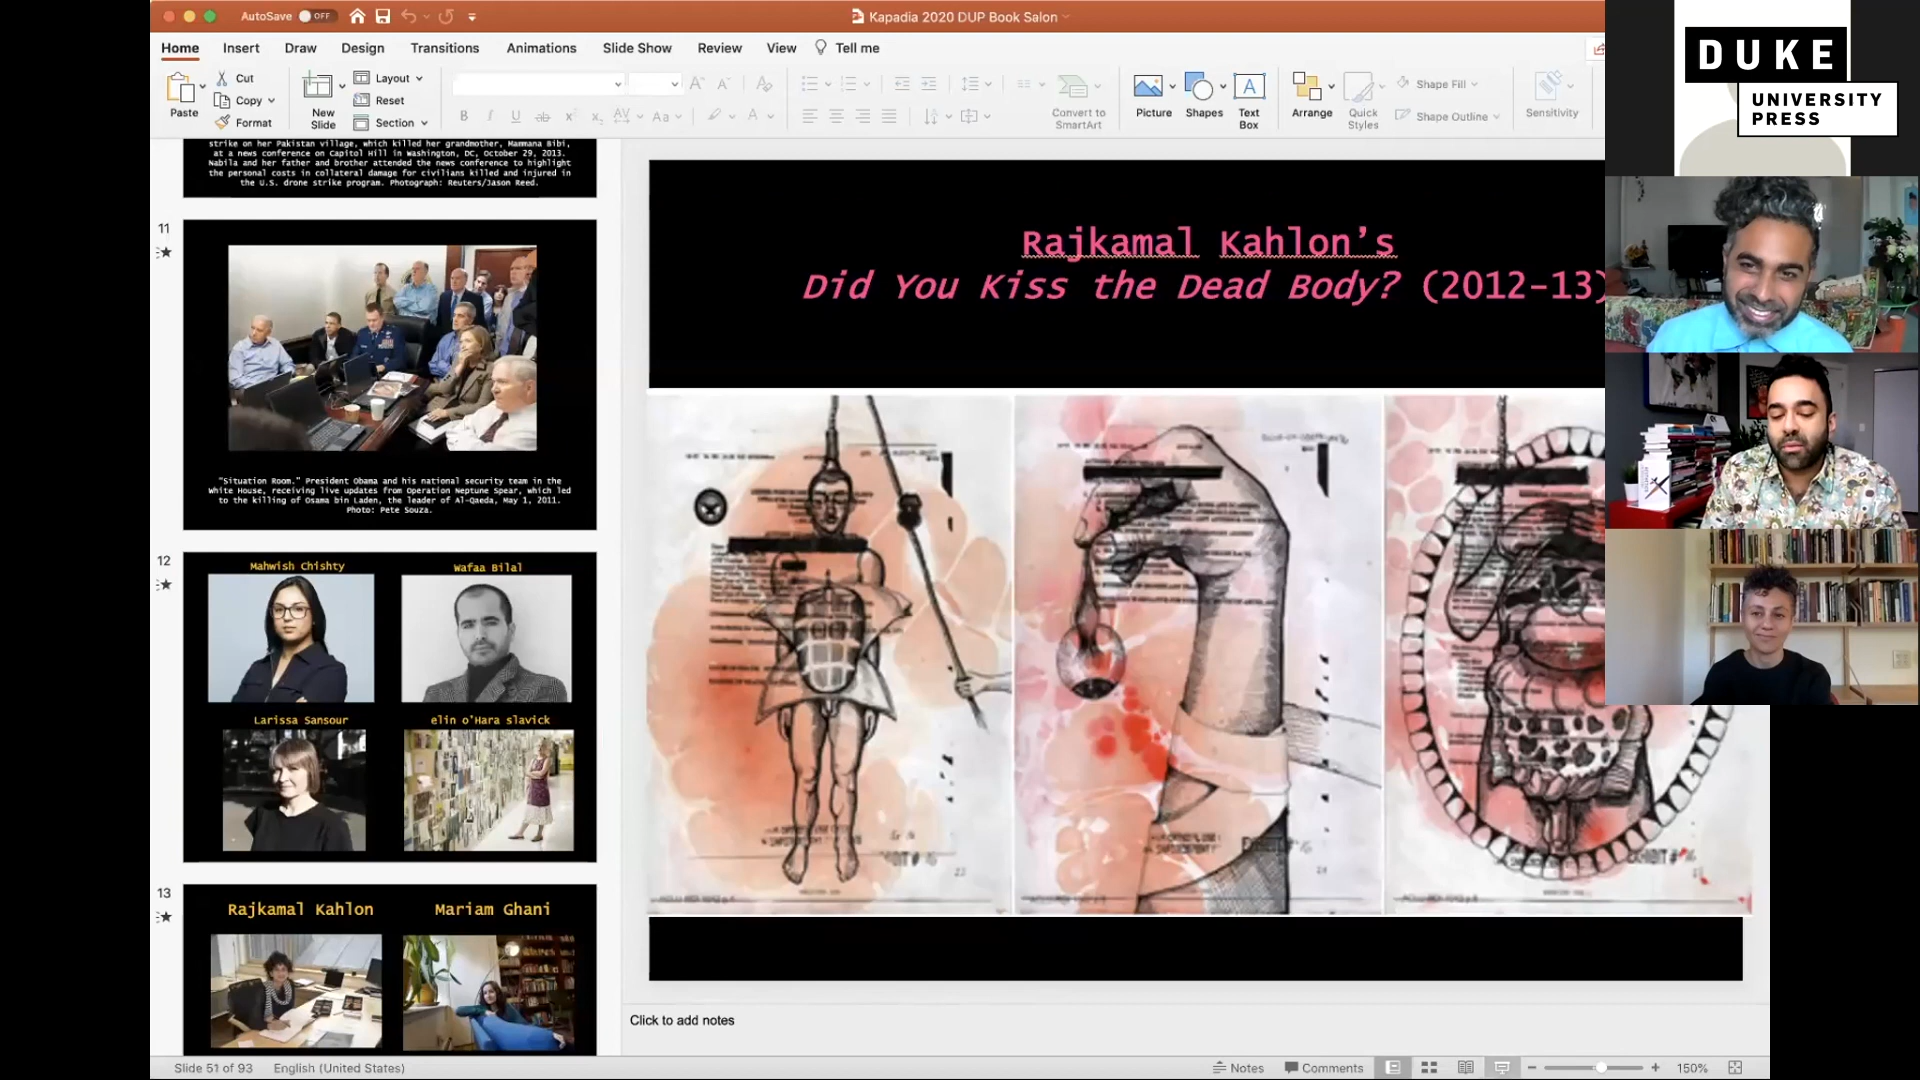 AutoSave
OFF
Kapadia 2020 DUP Book Salon
Home
Insert
Draw
Design
Transitions
Animations
Slide Show
Review
View
Tell me
Paste
Cut
Copy
Format
New
Slide
Layout
Reset
Section
Convert to
SmartArt
Picture
Shapes
Text
Box
Arrange
Quick
Styles
Shape Fill
Shape Outline
Sensitivity
DUKE
UNIVERSITY
PRESS
strike on her Pakistan village, which killed her grandmother, Mammana Bibi,
at a news conference on Capitol Hill in Washington, DC, October 29, 2013.
Nabila and her father and brother attended the news conference to highlight
the personal costs in collateral damage for civilians killed and injured in
the U.S. drone strike program. Photograph: Reuters/Jason Reed.
11
"Situation Room." President Obama and his national security team in the
White House, receiving live updates from Operation Neptune Spear, which led
to the killing of Osama bin Laden, the leader of Al-Qaeda, May 1, 2011.
Photo: Pete Souza.
12
Mahwish Chishty
Wafaa Bilal
Larissa Sansour
elin o'Hara slavick
13
Rajkamal Kahlon
Mariam Ghani
Rajkamal Kahlon's
Did You Kiss the Dead Body? (2012-13)
Click to add notes
Slide 51 of 93
English (United States)
Notes
Comments
150%